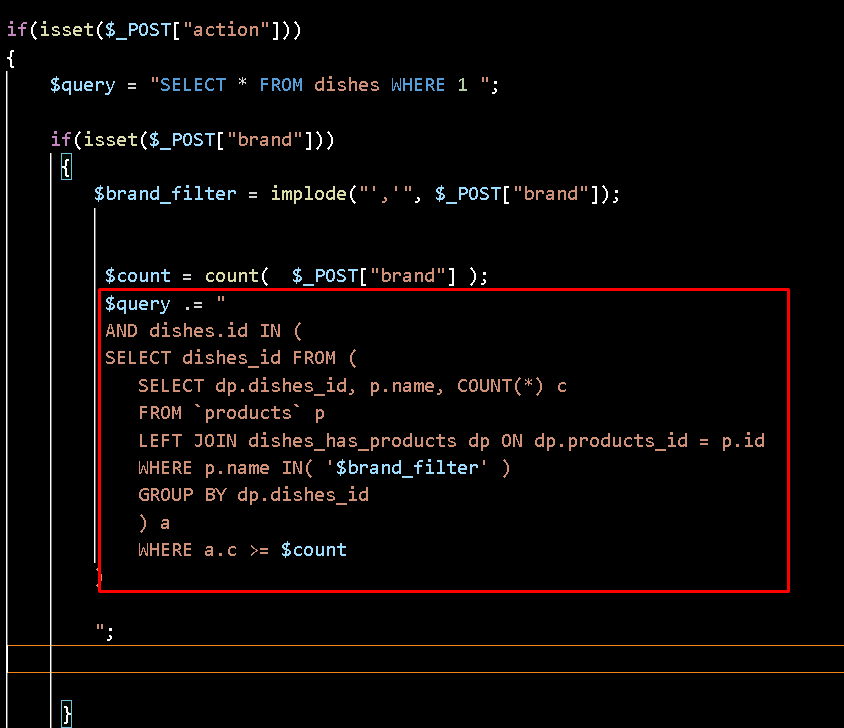 if(isset($_POST["action"]))
{
$query = "SELECT * FROM dishes WHERE 1 ";
if(isset($_POST["brand"]))
{
$brand_filter = implode("','", $_POST["brand"]);
$count = count(  $_POST["brand"] );
$query .= "
AND dishes.id IN (
SELECT dishes_id FROM (
SELECT dp.dishes_id, p.name, COUNT(*) c
FROM `products` p
LEFT JOIN dishes_has_products dp ON dp.products_id = p.id
WHERE p.name IN( '$brand_filter' )
GROUP BY dp.dishes_id
) a
WHERE a.c >= $count
)
";
}